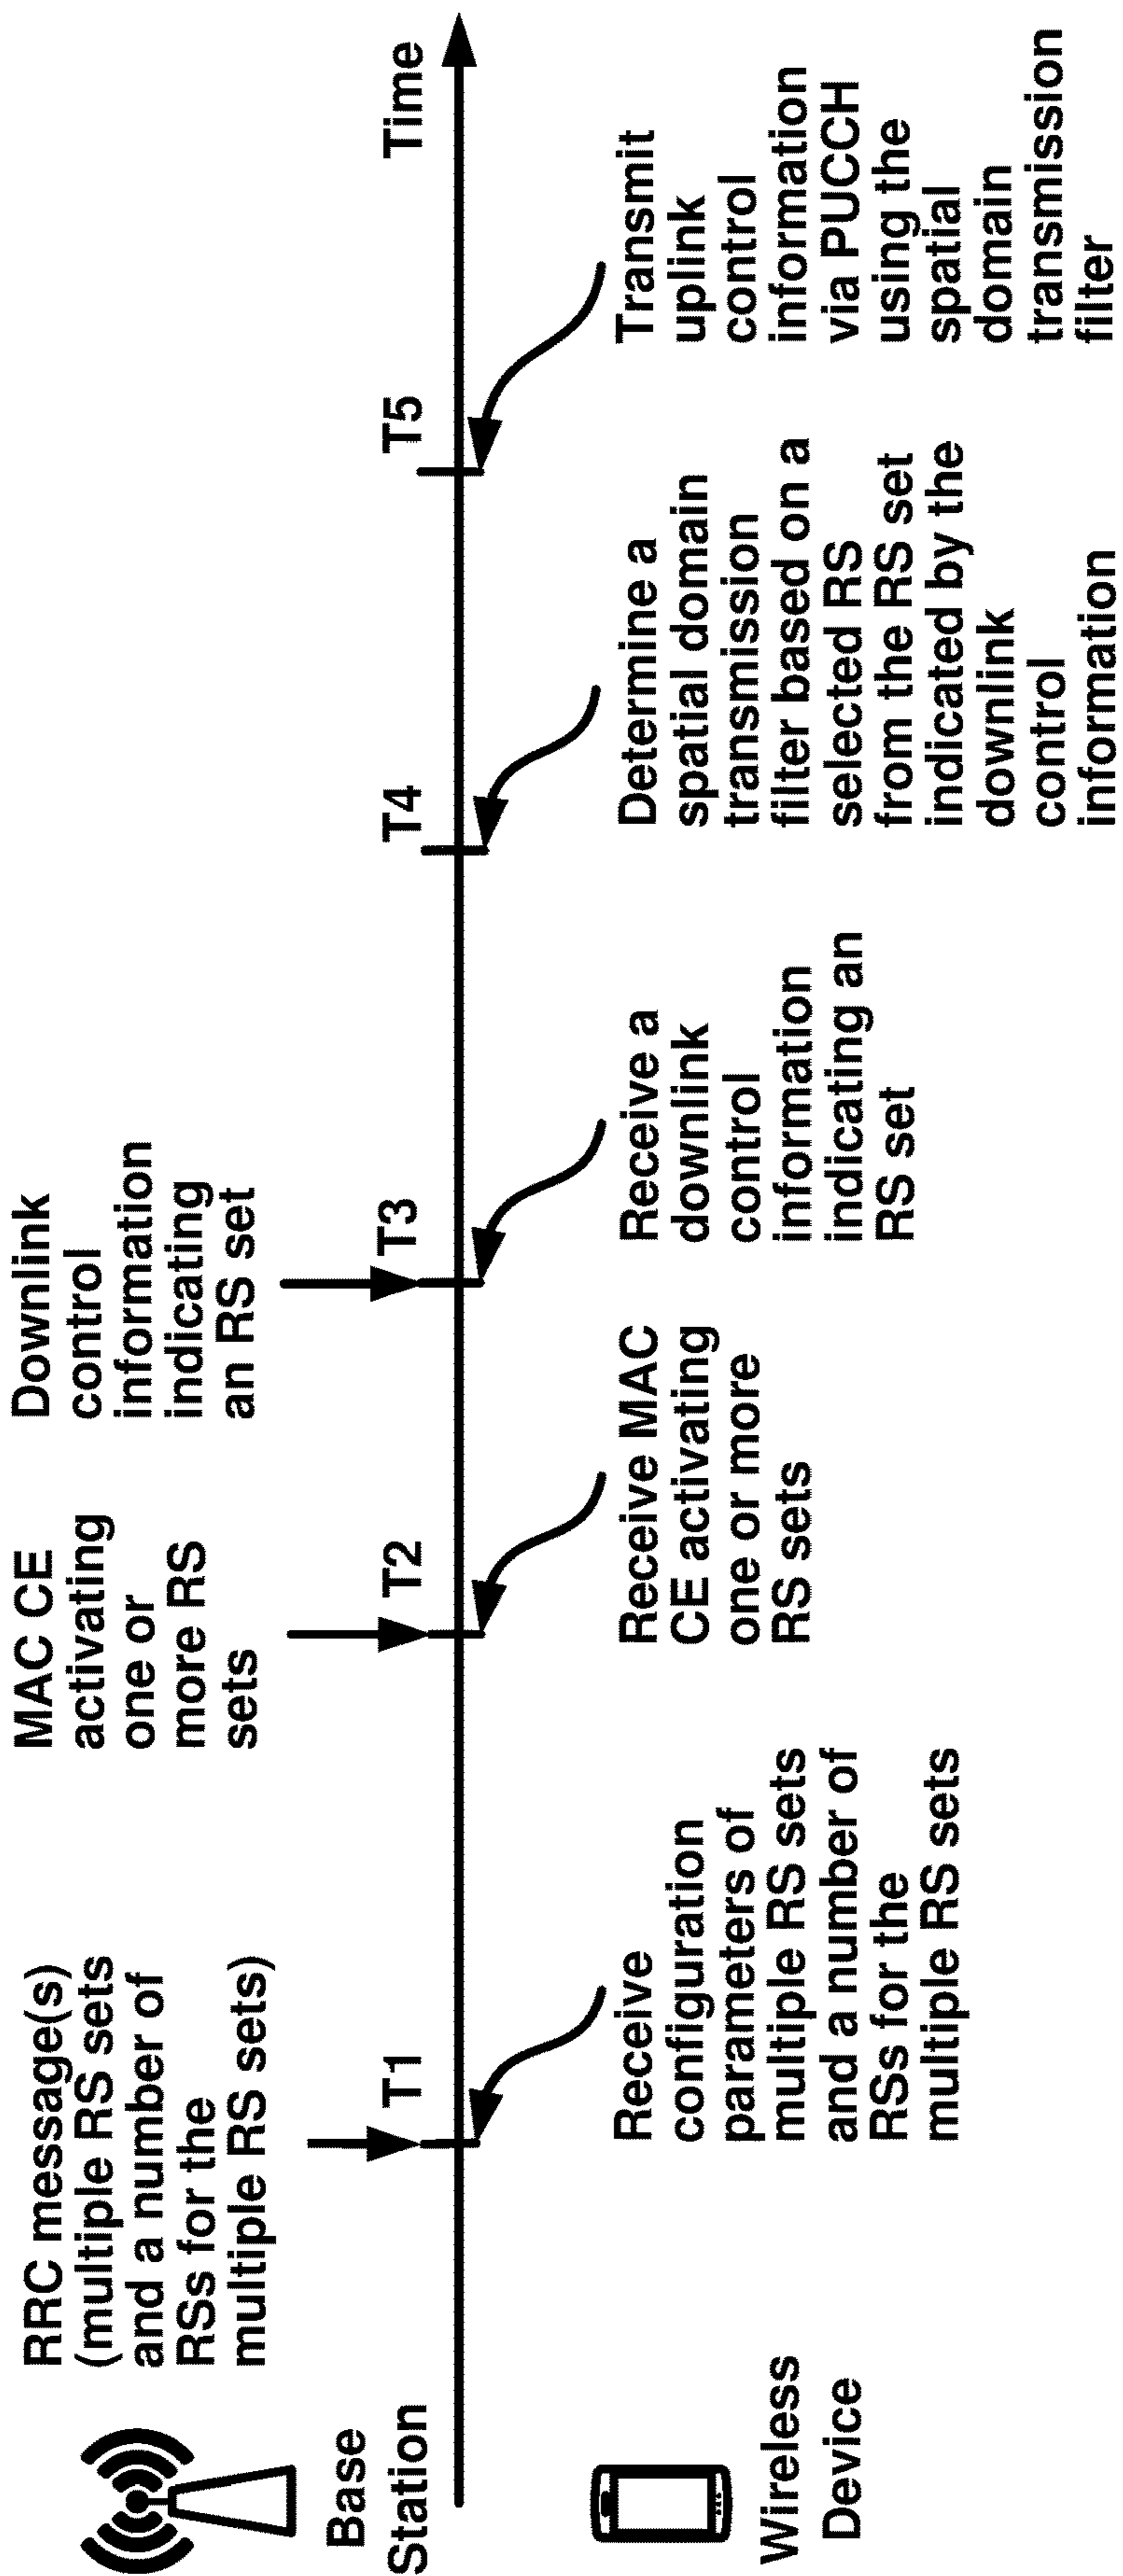 RRC message(s)
(multiple RS sets
and a number of
RSs for the
multiple RS sets)
MAC CE
activating
one or
more RS
sets
Downlink
control
information
indicating
an RS set
Base
Station
T1
T2
T3
T4
T5
Time
Wireless
Device
Receive
configuration
parameters of
multiple RS sets
and a number of
RSs for the
multiple RS sets
Receive MAC
CE activating
one or more
RS sets
Receive a
downlink
control
information
indicating an
RS set
Determine a
spatial domain
transmission
filter based on a
selected RS
from the RS set
indicated by the
downlink
control
information
Transmit
uplink
control
information
via PUCCH
using the
spatial
domain
transmission
filter